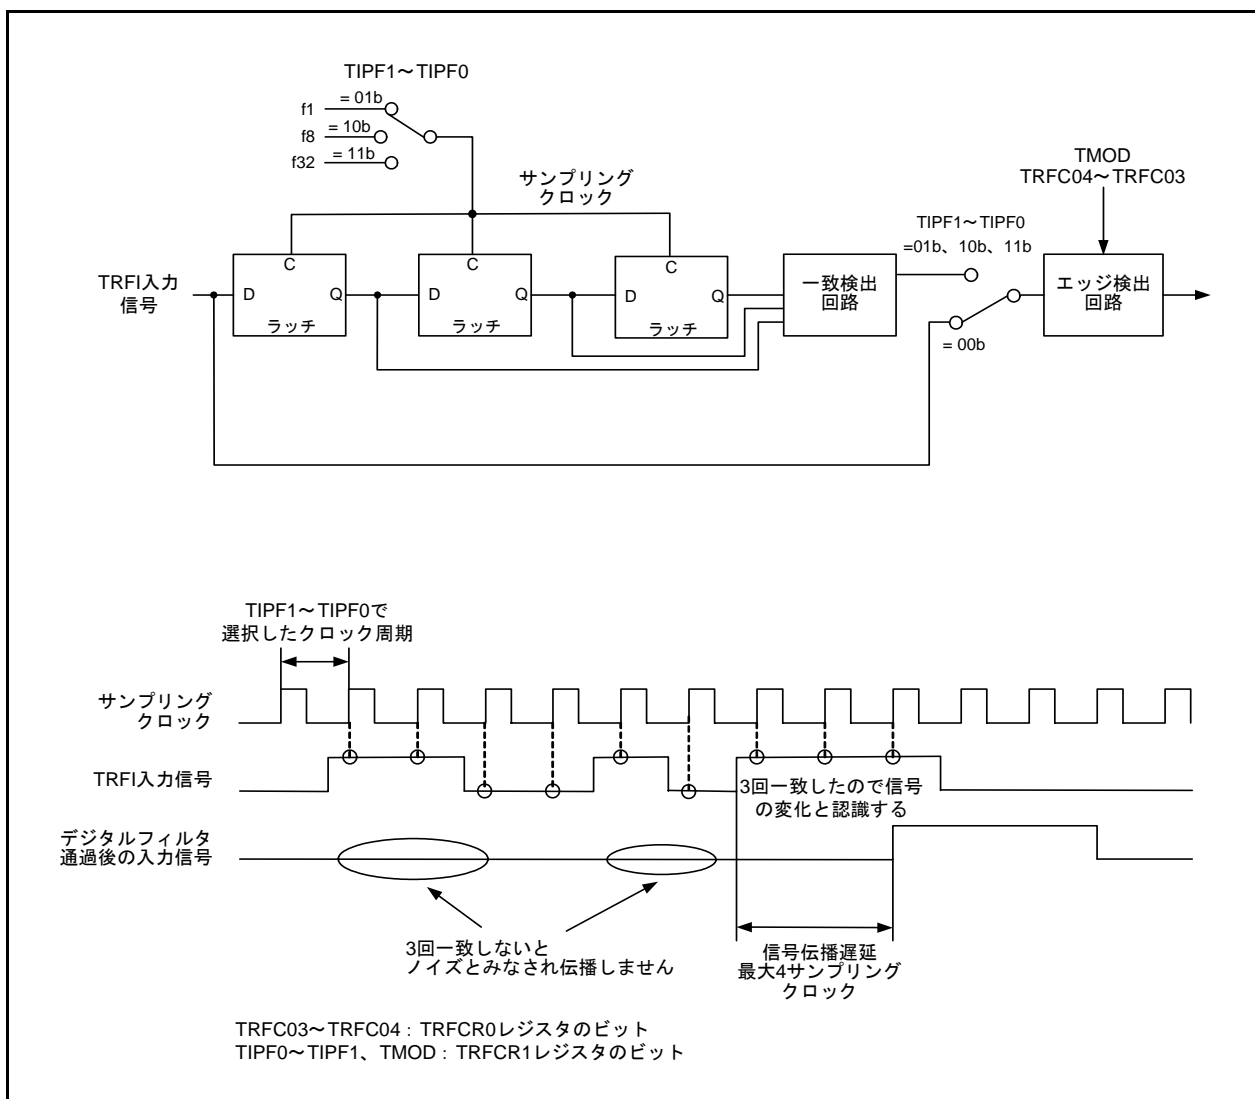 TIPF1～TIPF0
f1
= 01b
f8
= 10b
f32
= 11b
サンプリング
クロック
TMOD
TRFC04～TRFC03
TIPF1～TIPF0
=01b、10b、11b
TRFI入力
信号
C
D
Q
ラッチ
C
D
Q
ラッチ
C
D
Q
ラッチ
一致検出
回路
= 00b
エッジ検出
回路
TIPF1～TIPF0で
選択したクロック周期
サンプリング
クロック
TRFI入力信号
3回一致したので信号
の変化と認識する
デジタルフィルタ
通過後の入力信号
3回一致しないと
ノイズとみなされ伝播しません
信号伝播遅延
最大4サンプリング
クロック
TRFC03～TRFC04 : TRFCR0レジスタのビット
TIPF0～TIPF1、TMOD : TRFCR1レジスタのビット